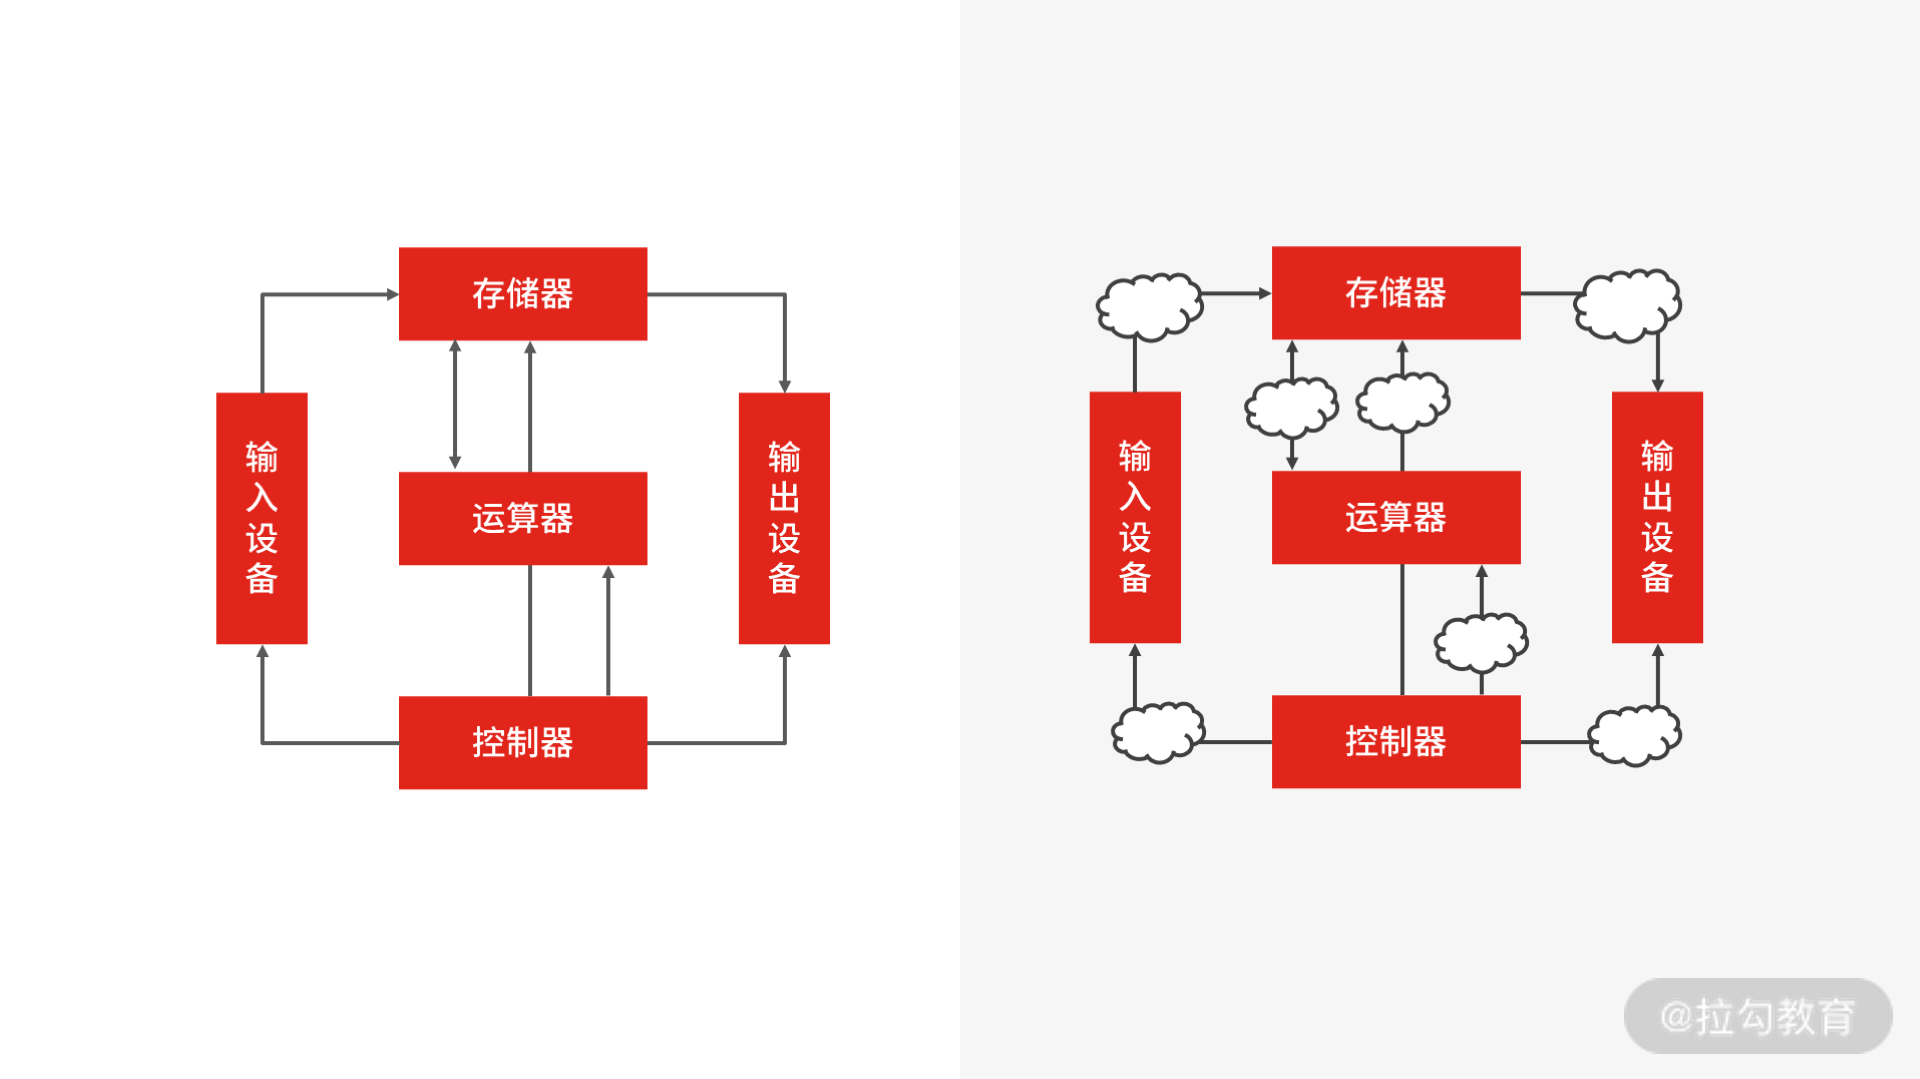 存储器
输入设备
运算器
输出设备
控制器
存储器
输入设备
运算器
输出设备
控制器
@拉勾教育